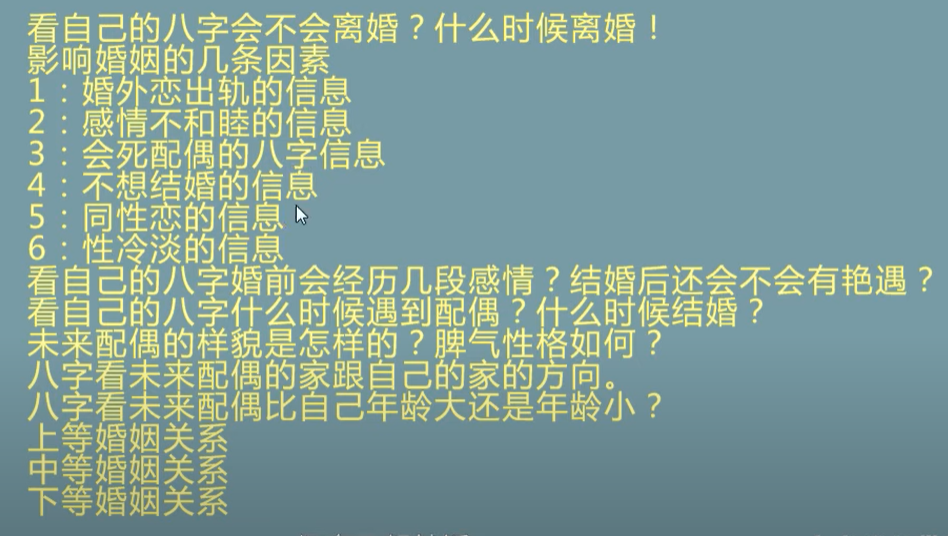 看自己的八字会不会离婚？什么时候离婚！
影响婚姻的几条因素
1：婚外恋出轨的信息
2：感情不和睦的信息
3：会死配偶的八字信息
4：不想结婚的信息
5：同性恋的信息
6：性冷淡的信息
看自己的八字婚前会经历几段感情？结婚后还会不会有艳遇？
看自己的八字什么时候遇到配偶？什么时候结婚？
未来配偶的样貌是怎样的？脾气性格如何？
八字看未来配偶的家跟自己的家的方向。
八字看未来配偶比自己年龄大还是年龄小？
上等婚姻关系
中等婚姻关系
下等婚姻关系